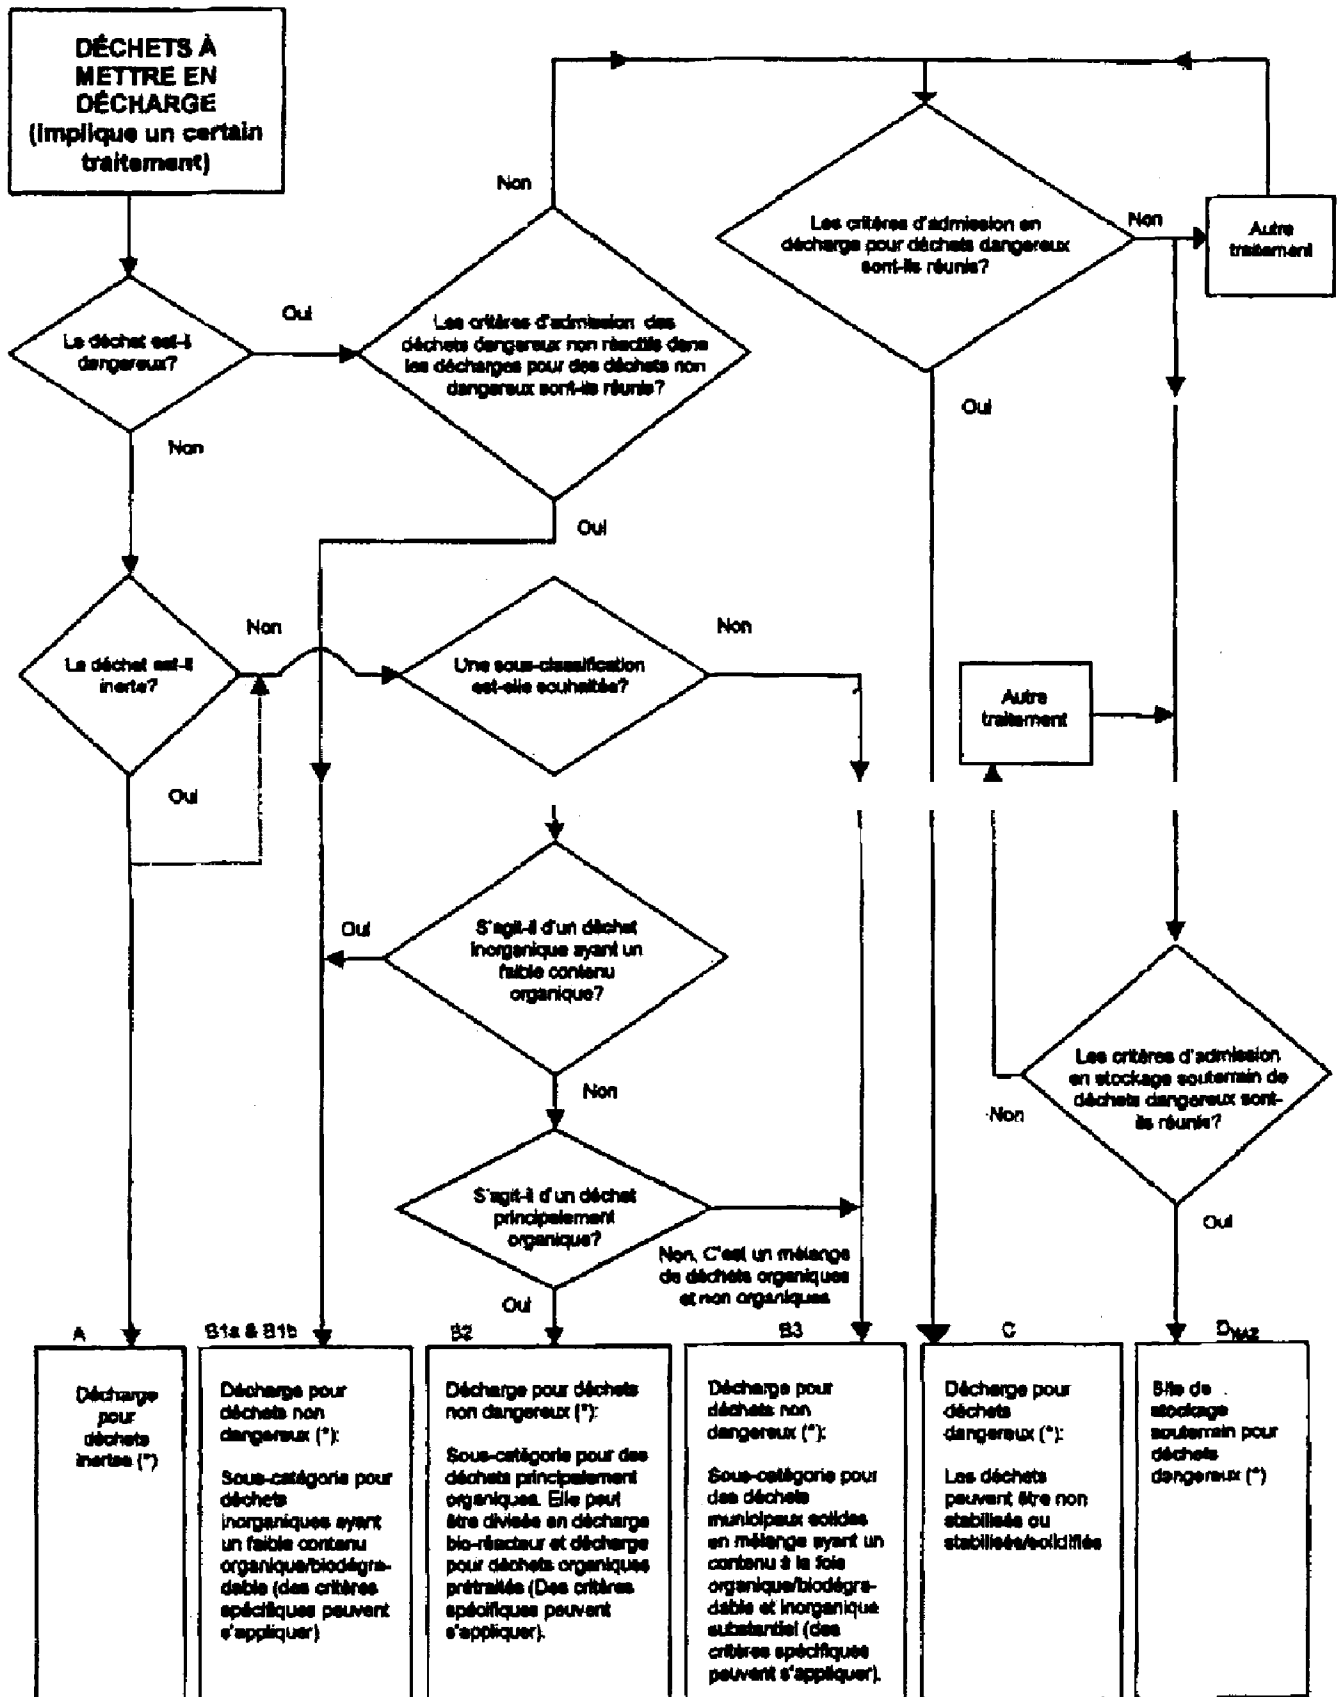 DÉCHETS À
METTRE EN
DÉCHARGE
(implique un certain
traitement)
Non
Les critères d'admission en
décharge pour déchets dangereux
sont-ils réunis?
Non
Autre
traitement
Oui
Le déchet est-il
dangereux?
Les critères d'admission des
déchets dangereux non réactifs dans
les décharges pour des déchets non
dangereux sont-ils réunis?
Oui
Non
Oui
Le déchet est-il
inerte?
Non
Une sous-classification
est-elle souhaitée?
Non
Autre
traitement
Oui
Oui
S'agit-il d'un déchet
inorganique ayant un
faible contenu
organique?
Non
Les critères d'admission
en stockage souterrain de
déchets dangereux sont-
ils réunis?
Non
S'agit-il d'un déchet
principalement
organique?
Non. C'est un mélange
de déchets organiques
et non organiques
Oui
Oui
A
B1a & B1b
B2
B3
C
D HAZ
Décharge
pour
déchets
inertes (*)
Décharge pour
déchets non
dangereux (*):
Sous-catégorie pour
déchets
inorganiques ayant
un faible contenu
organique/biodégra-
dable (des critères
spécifiques peuvent
s'appliquer)
Décharge pour déchets
non dangereux (*):
Sous-catégorie pour des
déchets principalement
organiques. Elle peut
être divisée en décharge
bio-réacteur et décharge
pour déchets organiques
prétraités (Des critères
spécifiques peuvent
s'appliquer).
Décharge pour
déchets non
dangereux (*):
Sous-catégorie pour
des déchets
municipaux solides
en mélange ayant un
contenu à la fois
organique/biodégra-
dable et inorganique
substantiel (des
critères spécifiques
peuvent s'appliquer).
Décharge pour
déchets
dangereux (*):
Les déchets
peuvent être non
stabilisés ou
stabilisés/solidifiés
Site de
stockage
souterrain pour
déchets
dangereux (*)